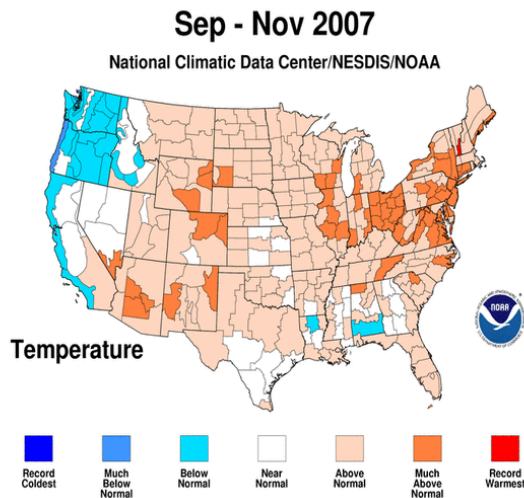 Sep - Nov 2007
National Climatic Data Center/NESDIS/NOAA
NOAA
Temperature
Record Coldest
Much Below Normal
Below Normal
Near Normal
Above Normal
Much Above Normal
Record Warmest